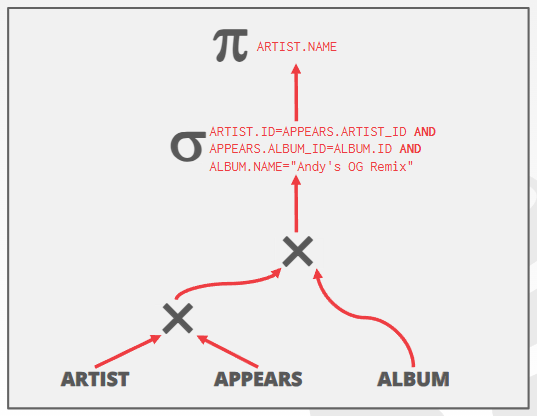 π ARTIST.NAME
σ ARTIST.ID=APPEARS.ARTIST_ID AND
APPEARS.ALBUM_ID=ALBUM.ID AND
ALBUM.NAME="Andy's OG Remix"
×
×
ARTIST APPEARS ALBUM